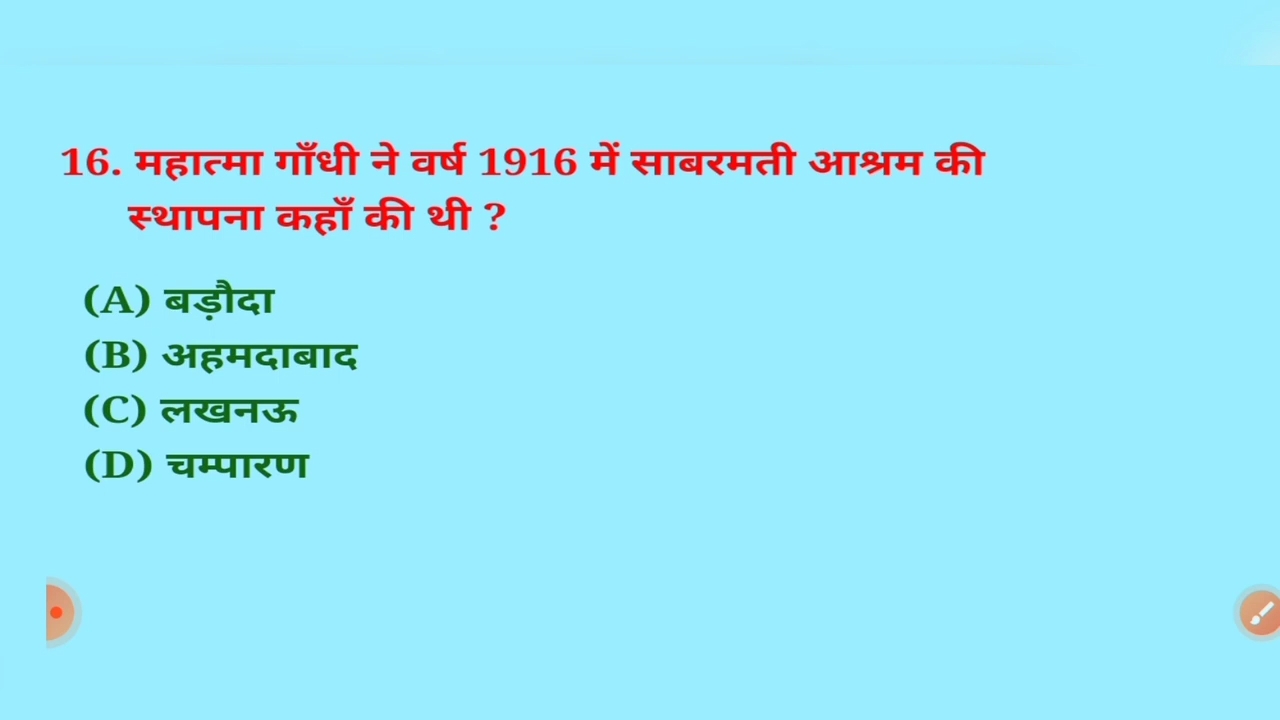 16. महात्मा गाँधी ने वर्ष 1916 में साबरमती आश्रम की
स्थापना कहाँ की थी ?
(A) बड़ौदा
(B) अहमदाबाद
(C) लखनऊ
(D) चम्पारण